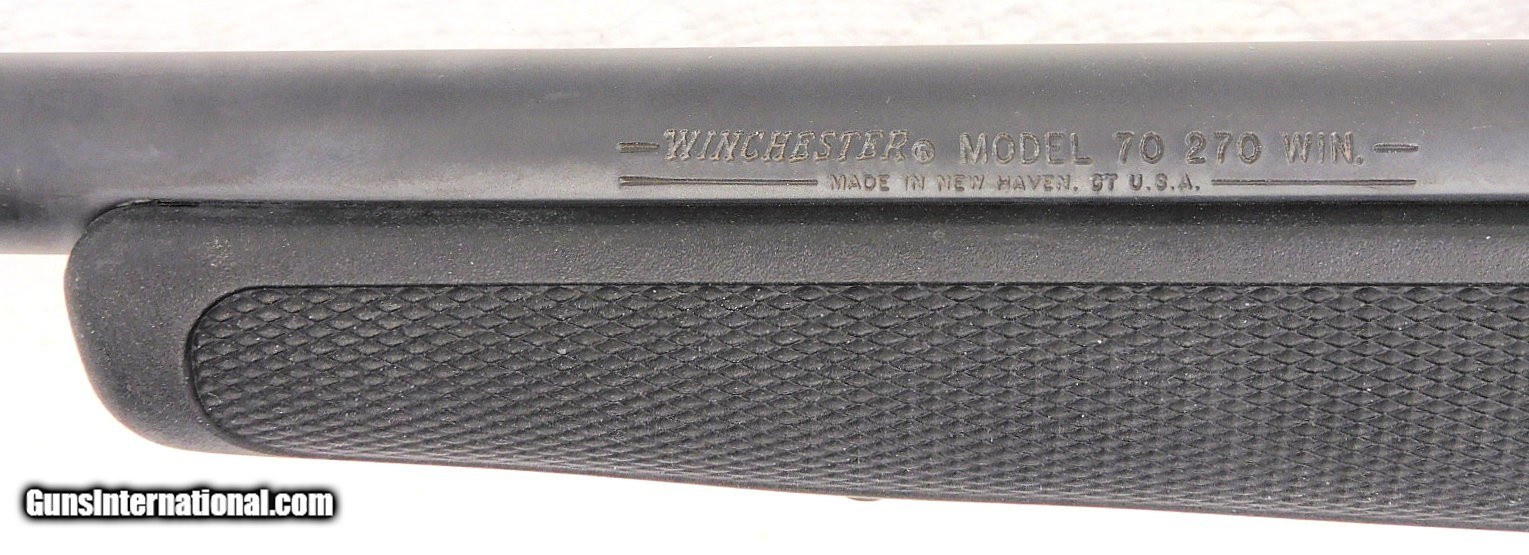 WINCHESTER® MODEL 70 270 WIN.
MADE IN NEW HAVEN, CT U.S.A.
GunsInternational.com